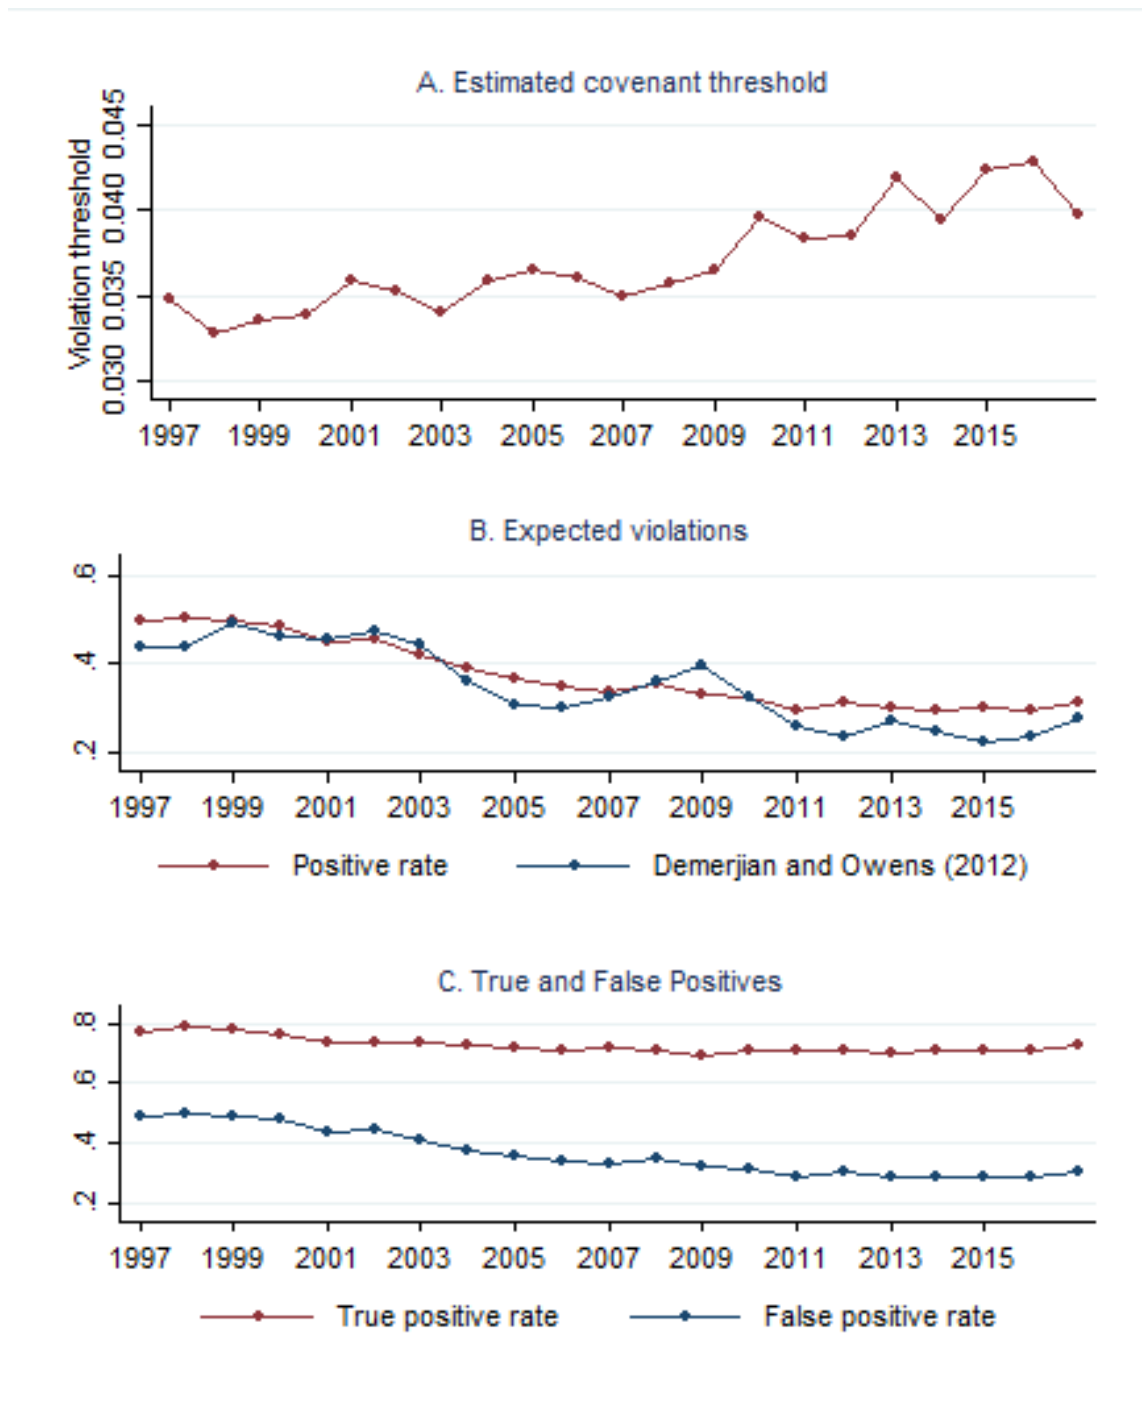 A. Estimated covenant threshold
Violation threshold
0.045
0.040
0.035
0.030
1997 1999 2001 2003 2005 2007 2009 2011 2013 2015
B. Expected violations
.6
.4
.2
1997 1999 2001 2003 2005 2007 2009 2011 2013 2015
Positive rate Demerjian and Owens (2012)
C. True and False Positives
.8
.6
.4
.2
1997 1999 2001 2003 2005 2007 2009 2011 2013 2015
True positive rate False positive rate